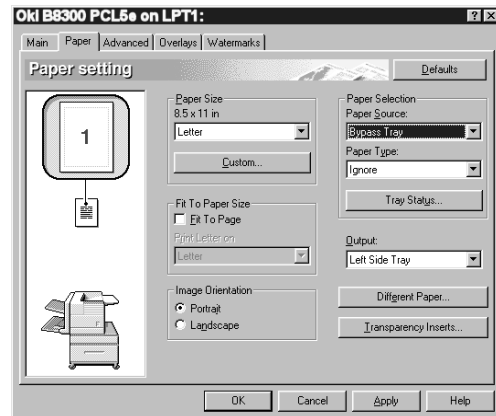 Oki B8300 PCL5e on LPT1:
Main Paper Advanced Overlays Watermarks
Paper setting
Defaults
1
Paper Size
8.5 x 11 in
Letter
Custom...
Fit To Paper Size
Fit To Page
Print Letter on
Letter
Image Orientation
Portrait
Landscape
Paper Selection
Paper Source:
Bypass Tray
Paper Type:
Ignore
Tray Status...
Output:
Left Side Tray
Different Paper...
Transparency Inserts...
OK Cancel Apply Help